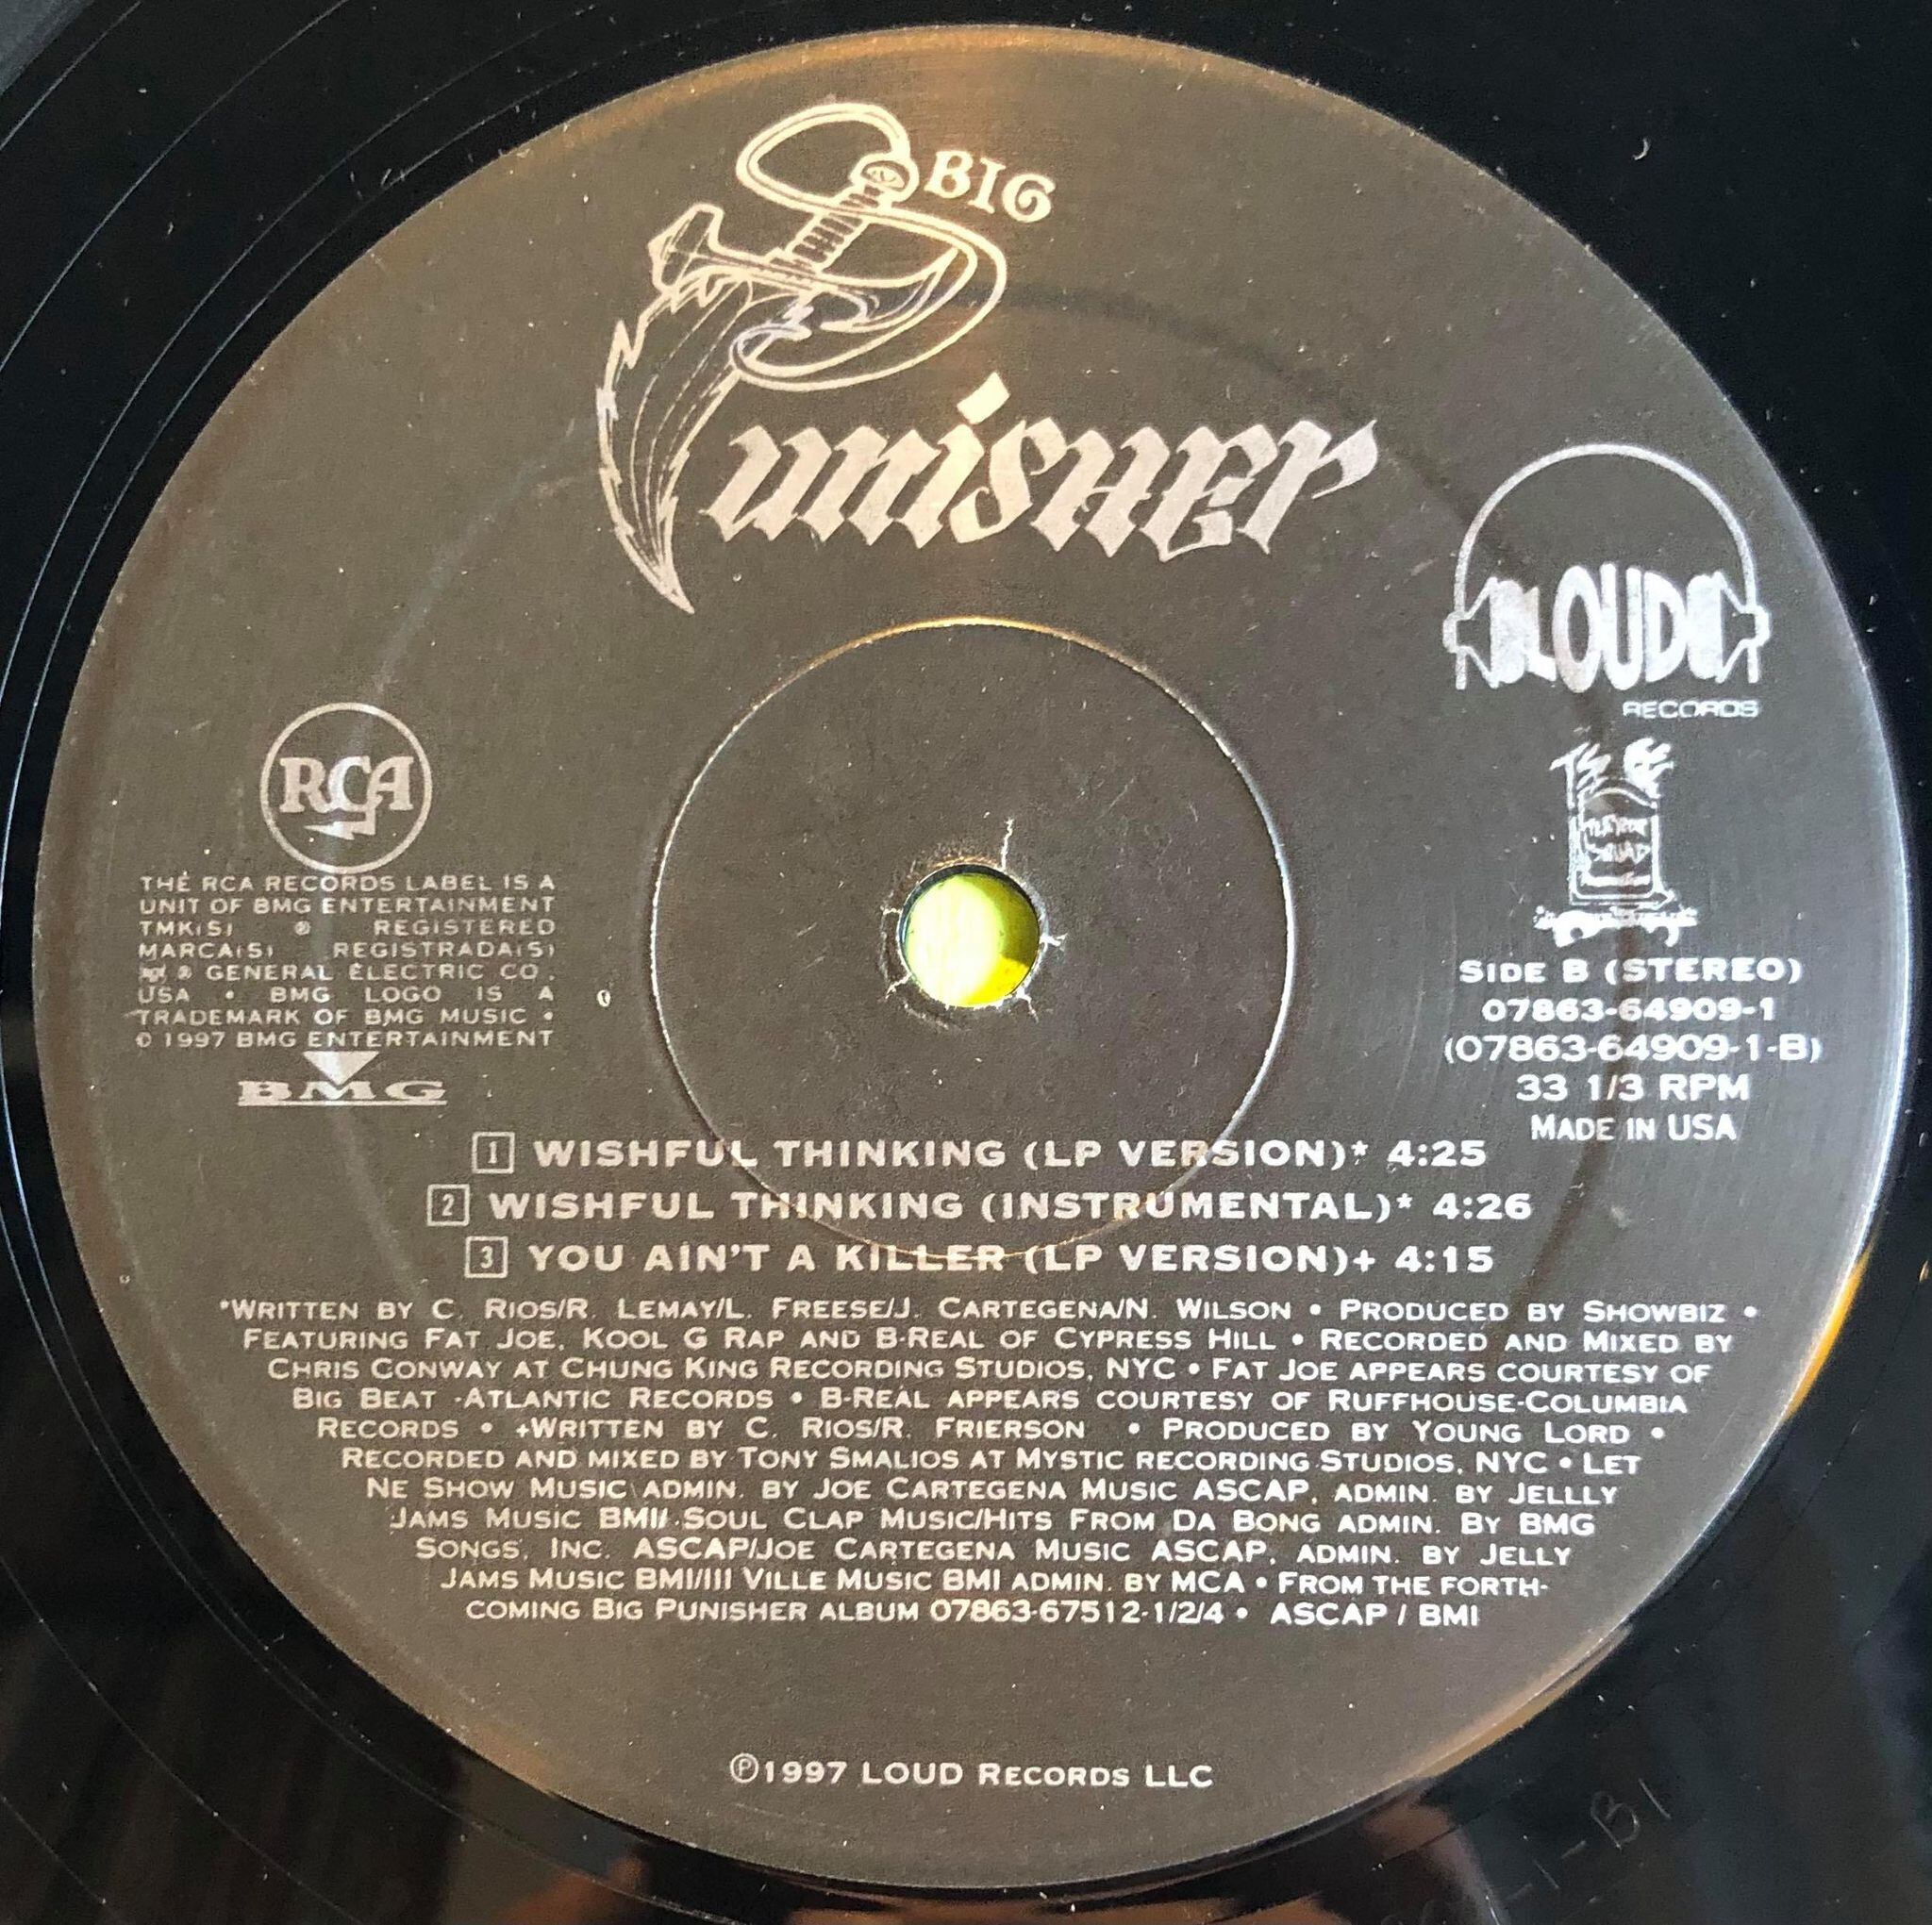 BIG
Punisher
LOUD
RECORDS
TERROR
SQUAD
RCA
THE RCA RECORDS LABEL IS A
UNIT OF BMG ENTERTAINMENT
TMK(S) ® REGISTERED
MARCA(S) REGISTRADA(S)
® GENERAL ELECTRIC CO.,
USA • BMG LOGO IS A
TRADEMARK OF BMG MUSIC •
© 1997 BMG ENTERTAINMENT
BMG
SIDE B (STEREO)
07863-64909-1
(07863-64909-1-B)
33 1/3 RPM
MADE IN USA
1 WISHFUL THINKING (LP VERSION)* 4:25
2 WISHFUL THINKING (INSTRUMENTAL)* 4:26
3 YOU AIN'T A KILLER (LP VERSION)+ 4:15
*WRITTEN BY C. RIOS/R. LEMAY/L. FREESE/J. CARTEGENA/N. WILSON • PRODUCED BY SHOWBIZ •
FEATURING FAT JOE, KOOL G RAP AND B-REAL OF CYPRESS HILL • RECORDED AND MIXED BY
CHRIS CONWAY AT CHUNG KING RECORDING STUDIOS, NYC • FAT JOE APPEARS COURTESY OF
BIG BEAT -ATLANTIC RECORDS • B-REAL APPEARS COURTESY OF RUFFHOUSE-COLUMBIA
RECORDS • +WRITTEN BY C. RIOS/R. FRIERSON • PRODUCED BY YOUNG LORD •
RECORDED AND MIXED BY TONY SMALIOS AT MYSTIC RECORDING STUDIOS, NYC • LET
NE SHOW MUSIC\ADMIN. BY JOE CARTEGENA MUSIC ASCAP, ADMIN. BY JELLLY
JAMS MUSIC BMI/ SOUL CLAP MUSIC/HITS FROM DA BONG ADMIN. BY BMG
SONGS, INC. ASCAP/JOE CARTEGENA MUSIC ASCAP, ADMIN. BY JELLY
JAMS MUSIC BMI/III VILLE MUSIC BMI ADMIN. BY MCA • FROM THE FORTH-
COMING BIG PUNISHER ALBUM 07863-67512-1/2/4 • ASCAP / BMI
℗1997 LOUD RECORDS LLC
1-B1